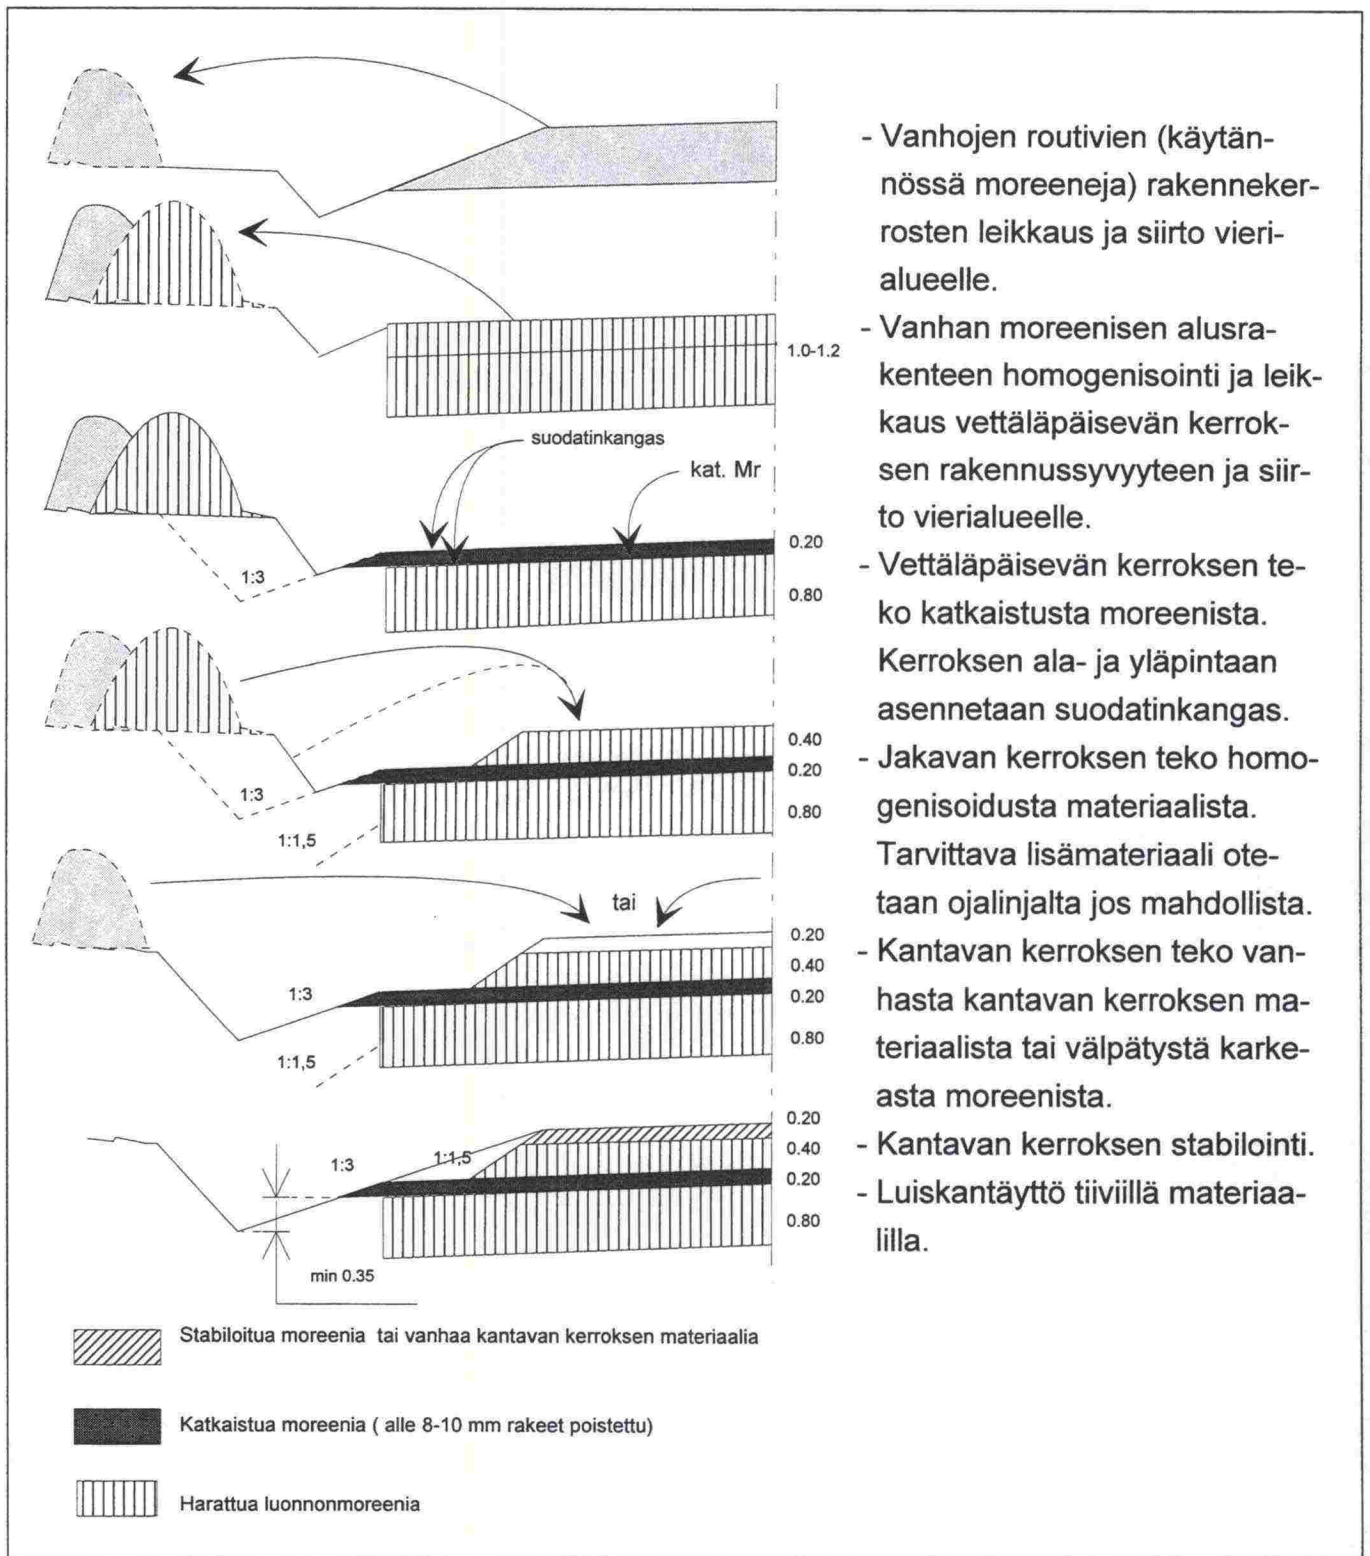 - Vanhojen routivien (käytän-
nössä moreeneja) rakenneker-
rosten leikkaus ja siirto vieri-
alueelle.
- Vanhan moreenisen alusra-
kenteen homogenisointi ja leik-
kaus vettäläpäisevän kerrok-
sen rakennussyvyyteen ja siir-
to vierialueelle.
- Vettäläpäisevän kerroksen te-
ko katkaistusta moreenista.
Kerroksen ala- ja yläpintaan
asennetaan suodatinkangas.
- Jakavan kerroksen teko homo-
genisoidusta materiaalista.
Tarvittava lisämateriaali ote-
taan ojalinjalta jos mahdollista.
- Kantavan kerroksen teko van-
hasta kantavan kerroksen ma-
teriaalista tai välpätystä karke-
asta moreenista.
- Kantavan kerroksen stabilointi.
- Luiskantäyttö tiiviillä materiaa-
lilla.
1.0-1.2
suodatinkangas
kat. Mr
1:3
0.20
0.80
1:3
1:1,5
0.40
0.20
0.80
tai
1:3
1:1,5
0.20
0.40
0.20
0.80
1:3
1:1,5
0.20
0.40
0.20
0.80
min 0.35
Stabiloitua moreenia tai vanhaa kantavan kerroksen materiaalia
Katkaistua moreenia ( alle 8-10 mm rakeet poistettu)
Harattua luonnonmoreenia